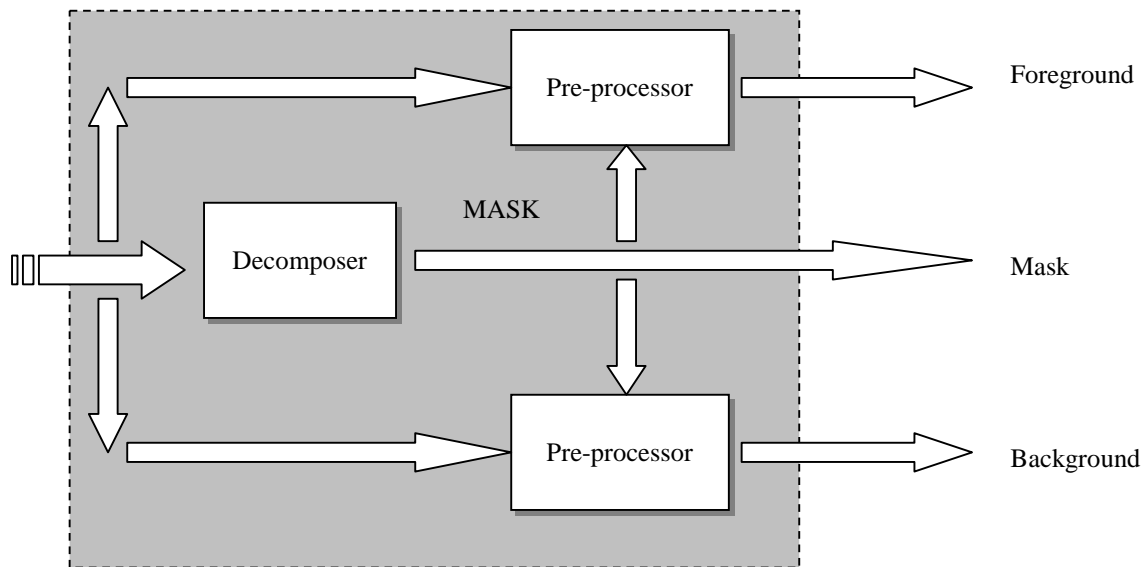 Pre-processor
Foreground
MASK
Decomposer
Mask
Pre-processor
Background